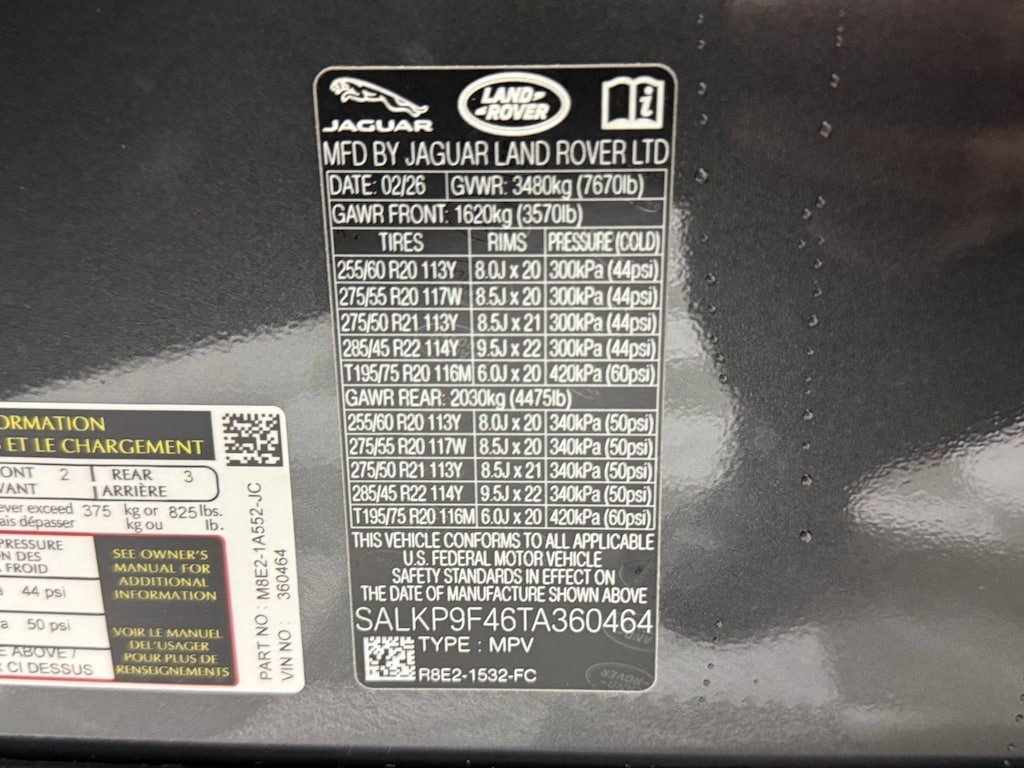 JAGUAR
LAND-
-ROVER
i
MFD BY JAGUAR LAND ROVER LTD
DATE: 02/26 GVWR: 3480kg (7670lb)
GAWR FRONT: 1620kg (3570lb)
TIRES RIMS PRESSURE (COLD)
255/60 R20 113Y 8.0J x 20 300kPa (44psi)
275/55 R20 117W 8.5J x 20 300kPa (44psi)
275/50 R21 113Y 8.5J x 21 300kPa (44psi)
285/45 R22 114Y 9.5J x 22 300kPa (44psi)
T195/75 R20 116M 6.0J x 20 420kPa (60psi)
GAWR REAR: 2030kg (4475lb)
255/60 R20 113Y 8.0J x 20 340kPa (50psi)
275/55 R20 117W 8.5J x 20 340kPa (50psi)
275/50 R21 113Y 8.5J x 21 340kPa (50psi)
285/45 R22 114Y 9.5J x 22 340kPa (50psi)
T195/75 R20 116M 6.0J x 20 420kPa (60psi)
THIS VEHICLE CONFORMS TO ALL APPLICABLE
U.S. FEDERAL MOTOR VEHICLE
SAFETY STANDARDS IN EFFECT ON
THE DATE OF MANUFACTURE SHOWN ABOVE
SALKP9F46TA360464
TYPE : MPV
R8E2-1532-FC
ORMATION
S ET LE CHARGEMENT
ONT 2 REAR 3
VANT ARRIÈRE
ever exceed 375 kg or 825 lbs.
ais dépasser kg ou lb.
PRESSURE
ON DES
FROID
44 psi
a 50 psi
E ABOVE /
R CI DESSUS
SEE OWNER'S
MANUAL FOR
ADDITIONAL
INFORMATION
VOIR LE MANUEL
DEL'USAGER
POUR PLUS DE
RENSEIGNEMENTS
PART NO : M8E2-1A552-JC
VIN NO : 360464